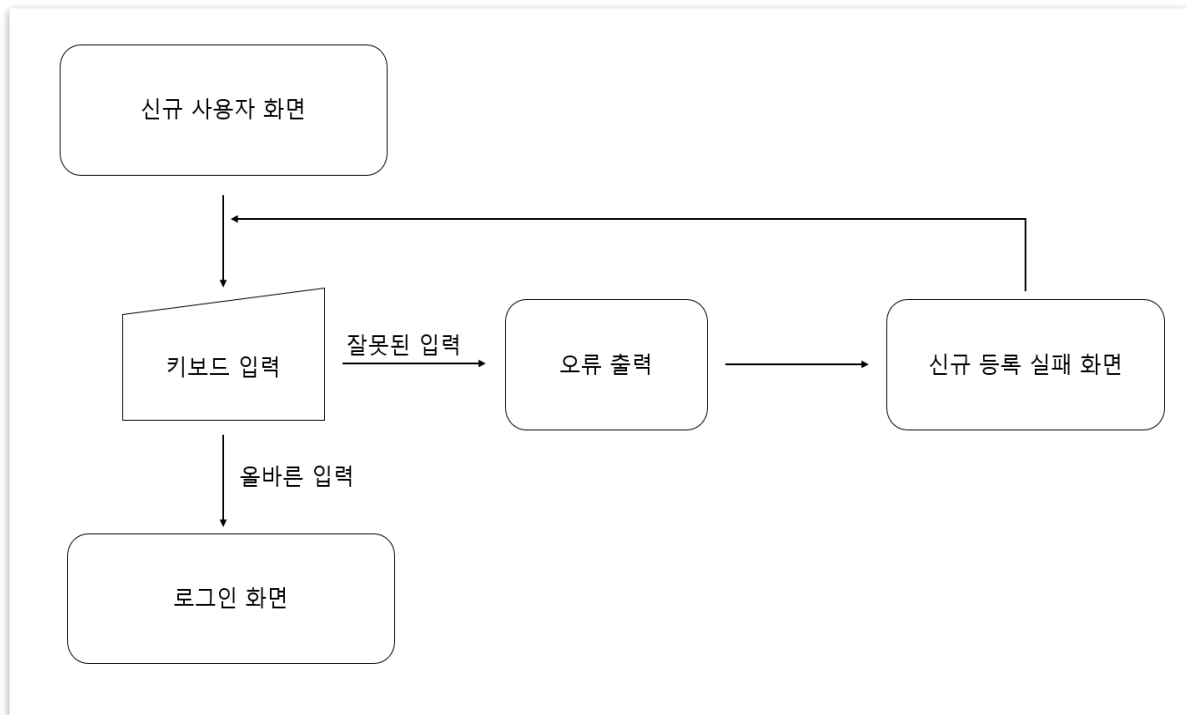 신규 사용자 화면
키보드 입력
잘못된 입력
오류 출력
신규 등록 실패 화면
올바른 입력
로그인 화면